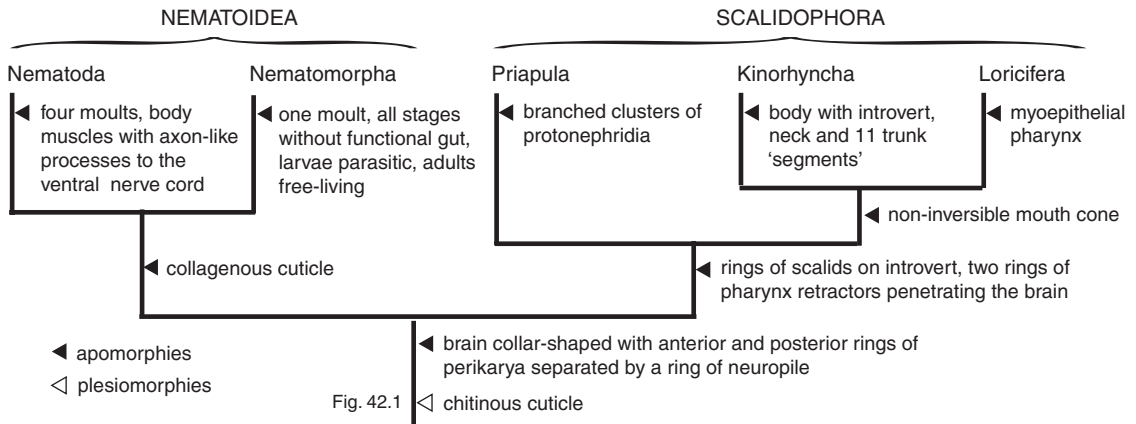 NEMATOIDEA
SCALIDOPHORA
Nematoda
Nematomorpha
Priapula
Kinorhyncha
Loricifera
four moults, body
muscles with axon-like
processes to the
ventral nerve cord
one moult, all stages
without functional gut,
larvae parasitic, adults
free-living
branched clusters of
protonephridia
body with introvert,
neck and 11 trunk
‘segments’
myoepithelial
pharynx
non-inversible mouth cone
collagenous cuticle
rings of scalids on introvert, two rings of
pharynx retractors penetrating the brain
brain collar-shaped with anterior and posterior rings of
perikarya separated by a ring of neuropile
apomorphies
plesiomorphies
Fig. 42.1
chitinous cuticle